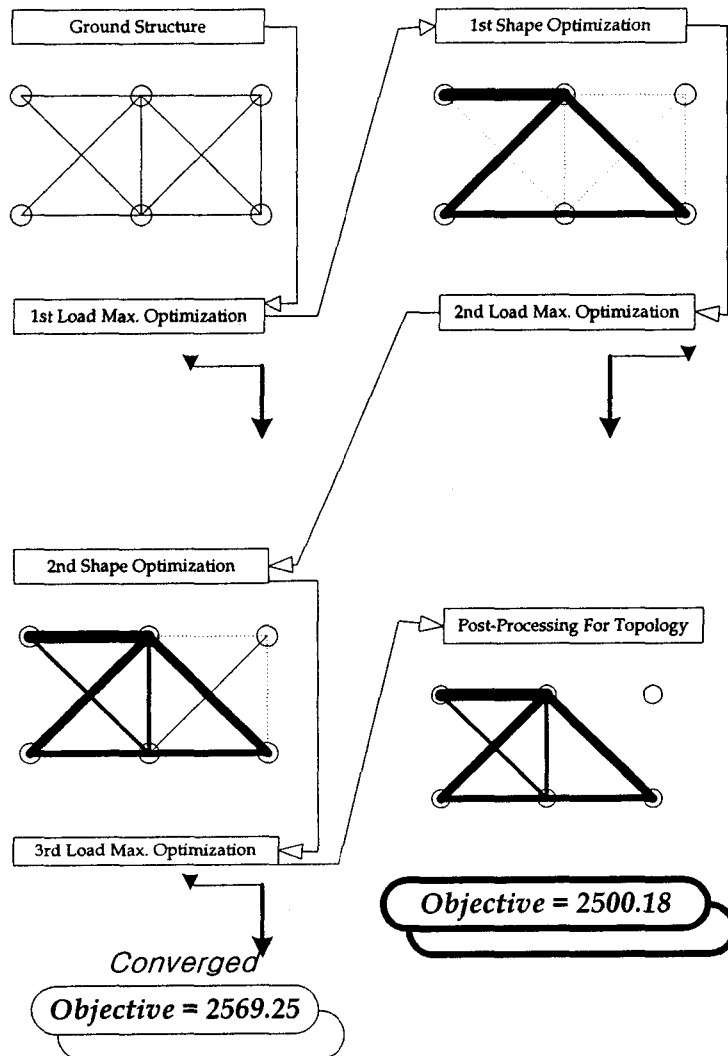 Ground Structure
1st Load Max. Optimization
1st Shape Optimization
2nd Load Max. Optimization
2nd Shape Optimization
3rd Load Max. Optimization
Converged
Objective = 2569.25
Post-Processing For Topology
Objective = 2500.18